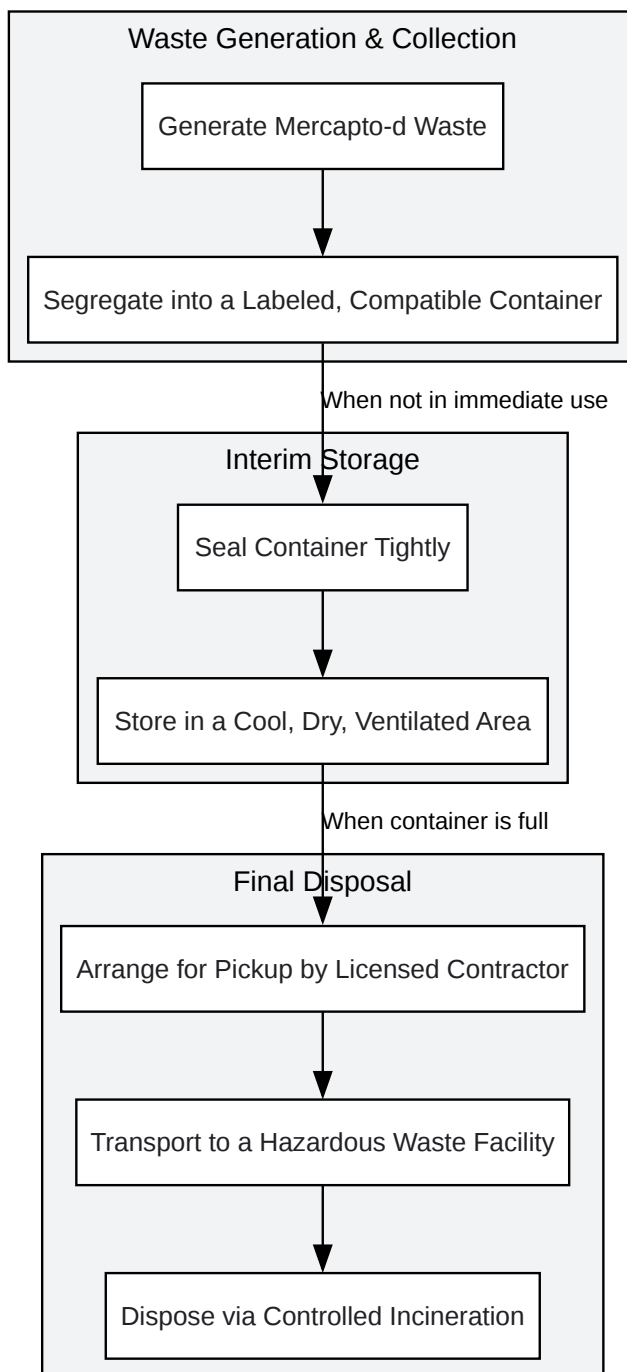 Waste Generation & Collection
Generate Mercapto-d Waste
Segregate into a Labeled, Compatible Container
When not in immediate use
Interim Storage
Seal Container Tightly
Store in a Cool, Dry, Ventilated Area
When container is full
Final Disposal
Arrange for Pickup by Licensed Contractor
Transport to a Hazardous Waste Facility
Dispose via Controlled Incineration